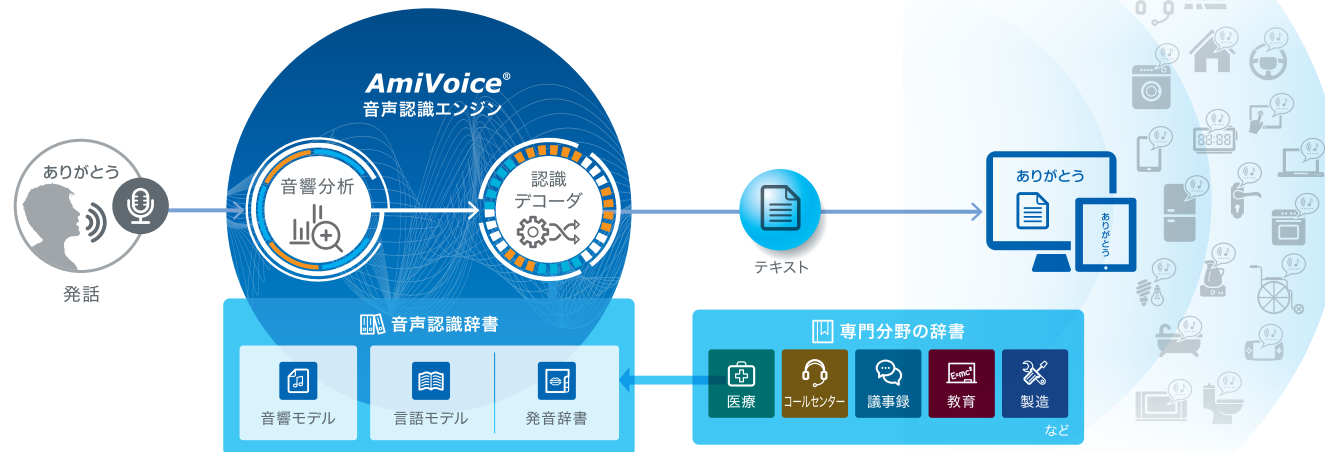 AmiVoice®
音声認識エンジン
ありがとう
発話
音響分析
認識
デコーダ
テキスト
ありがとう
ありがとう
88:88
音声認識辞書
音響モデル
言語モデル
発音辞書
専門分野の辞書
医療
コールセンター
議事録
E=mc²
教育
製造
など